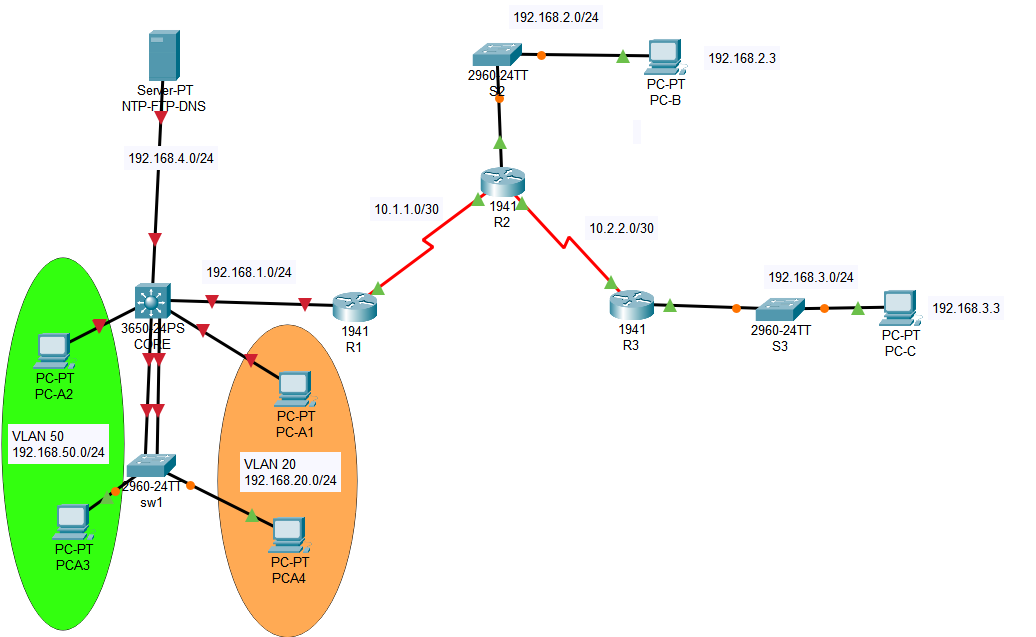 192.168.2.0/24
2960-24TT
S2
PC-PT
PC-B
192.168.2.3
Server-PT
NTP-FTP-DNS
192.168.4.0/24
1941
R2
10.1.1.0/30
10.2.2.0/30
192.168.1.0/24
3650-24PS
CORE
1941
R1
1941
R3
192.168.3.0/24
2960-24TT
S3
PC-PT
PC-C
192.168.3.3
PC-PT
PC-A2
PC-PT
PC-A1
VLAN 50
192.168.50.0/24
VLAN 20
192.168.20.0/24
2960-24TT
sw1
PC-PT
PCA3
PC-PT
PCA4